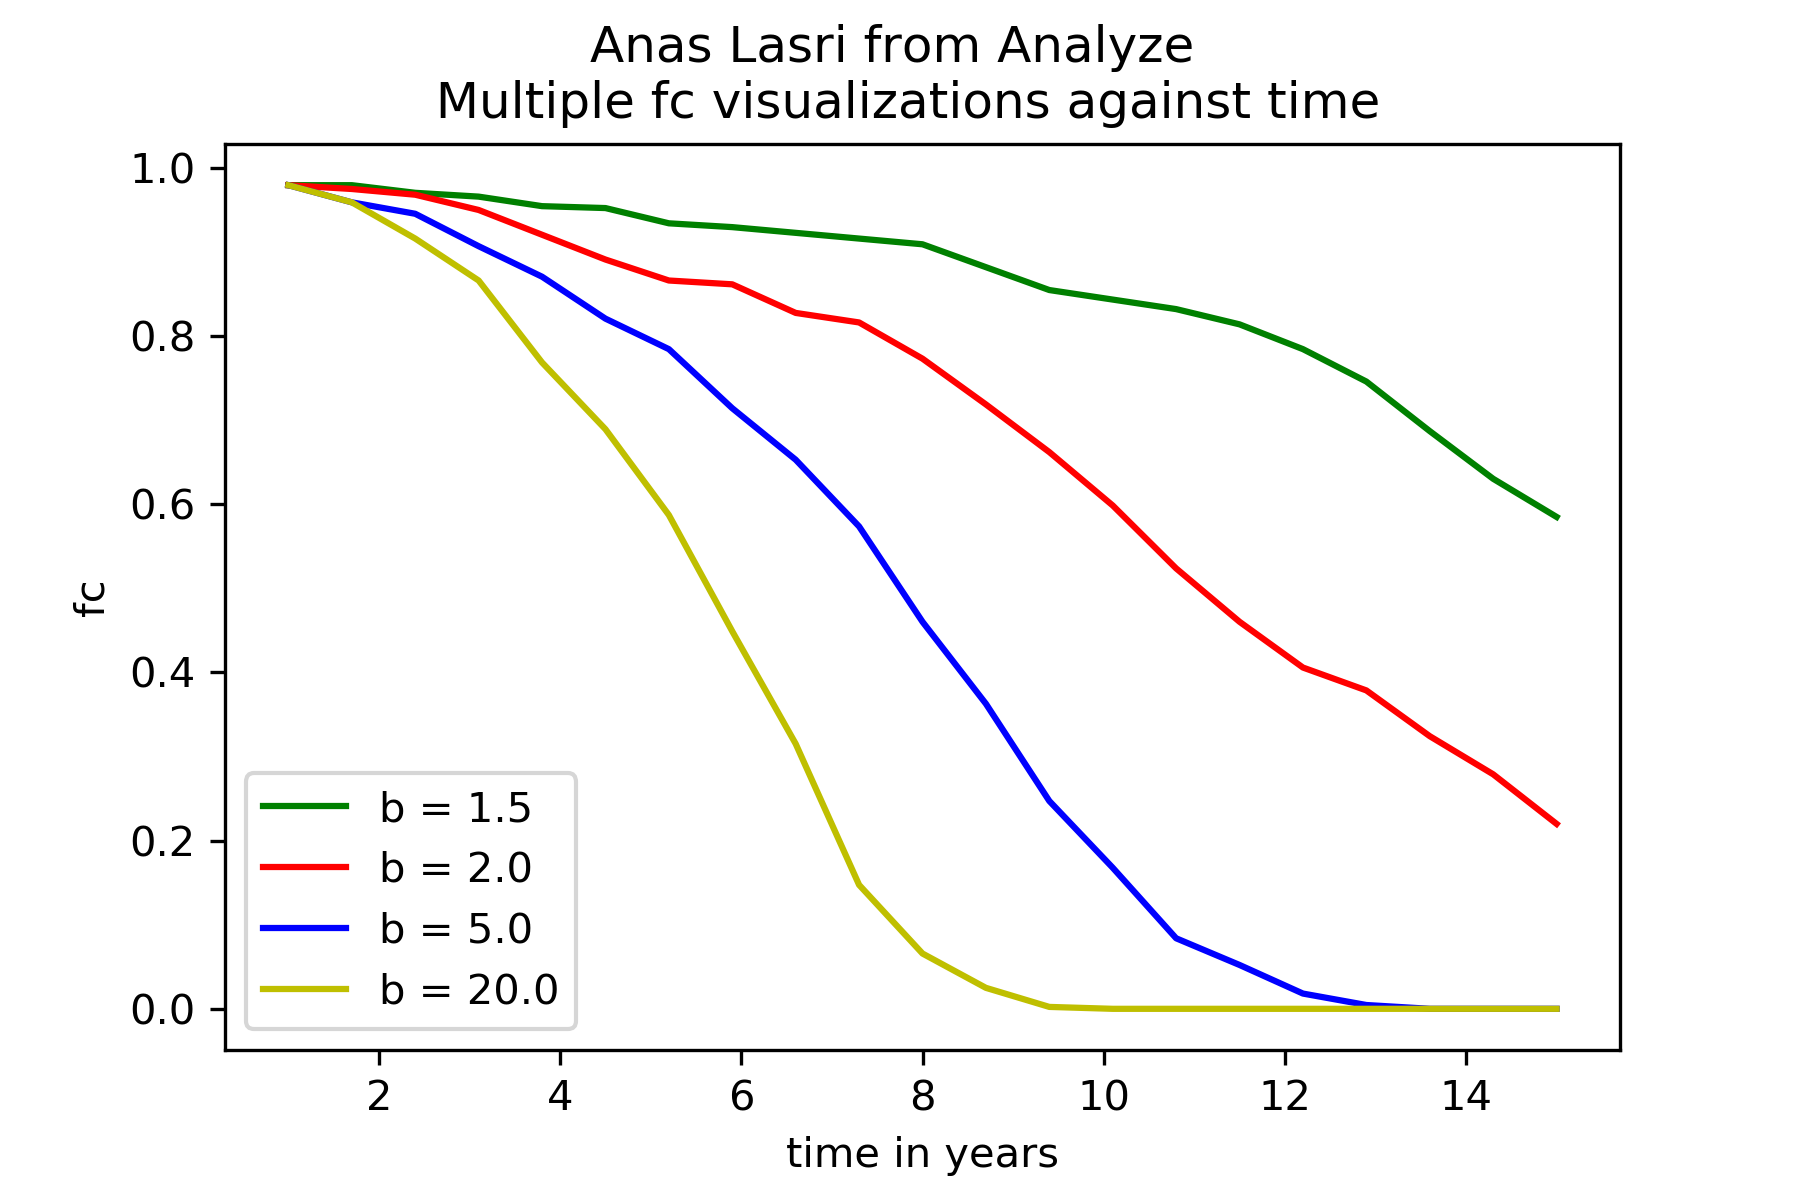 Anas Lasri from Analyze
Multiple fc visualizations against time
1.0
0.8
0.6
0.4
0.2
0.0
fc
b = 1.5
b = 2.0
b = 5.0
b = 20.0
2 4 6 8 10 12 14
time in years